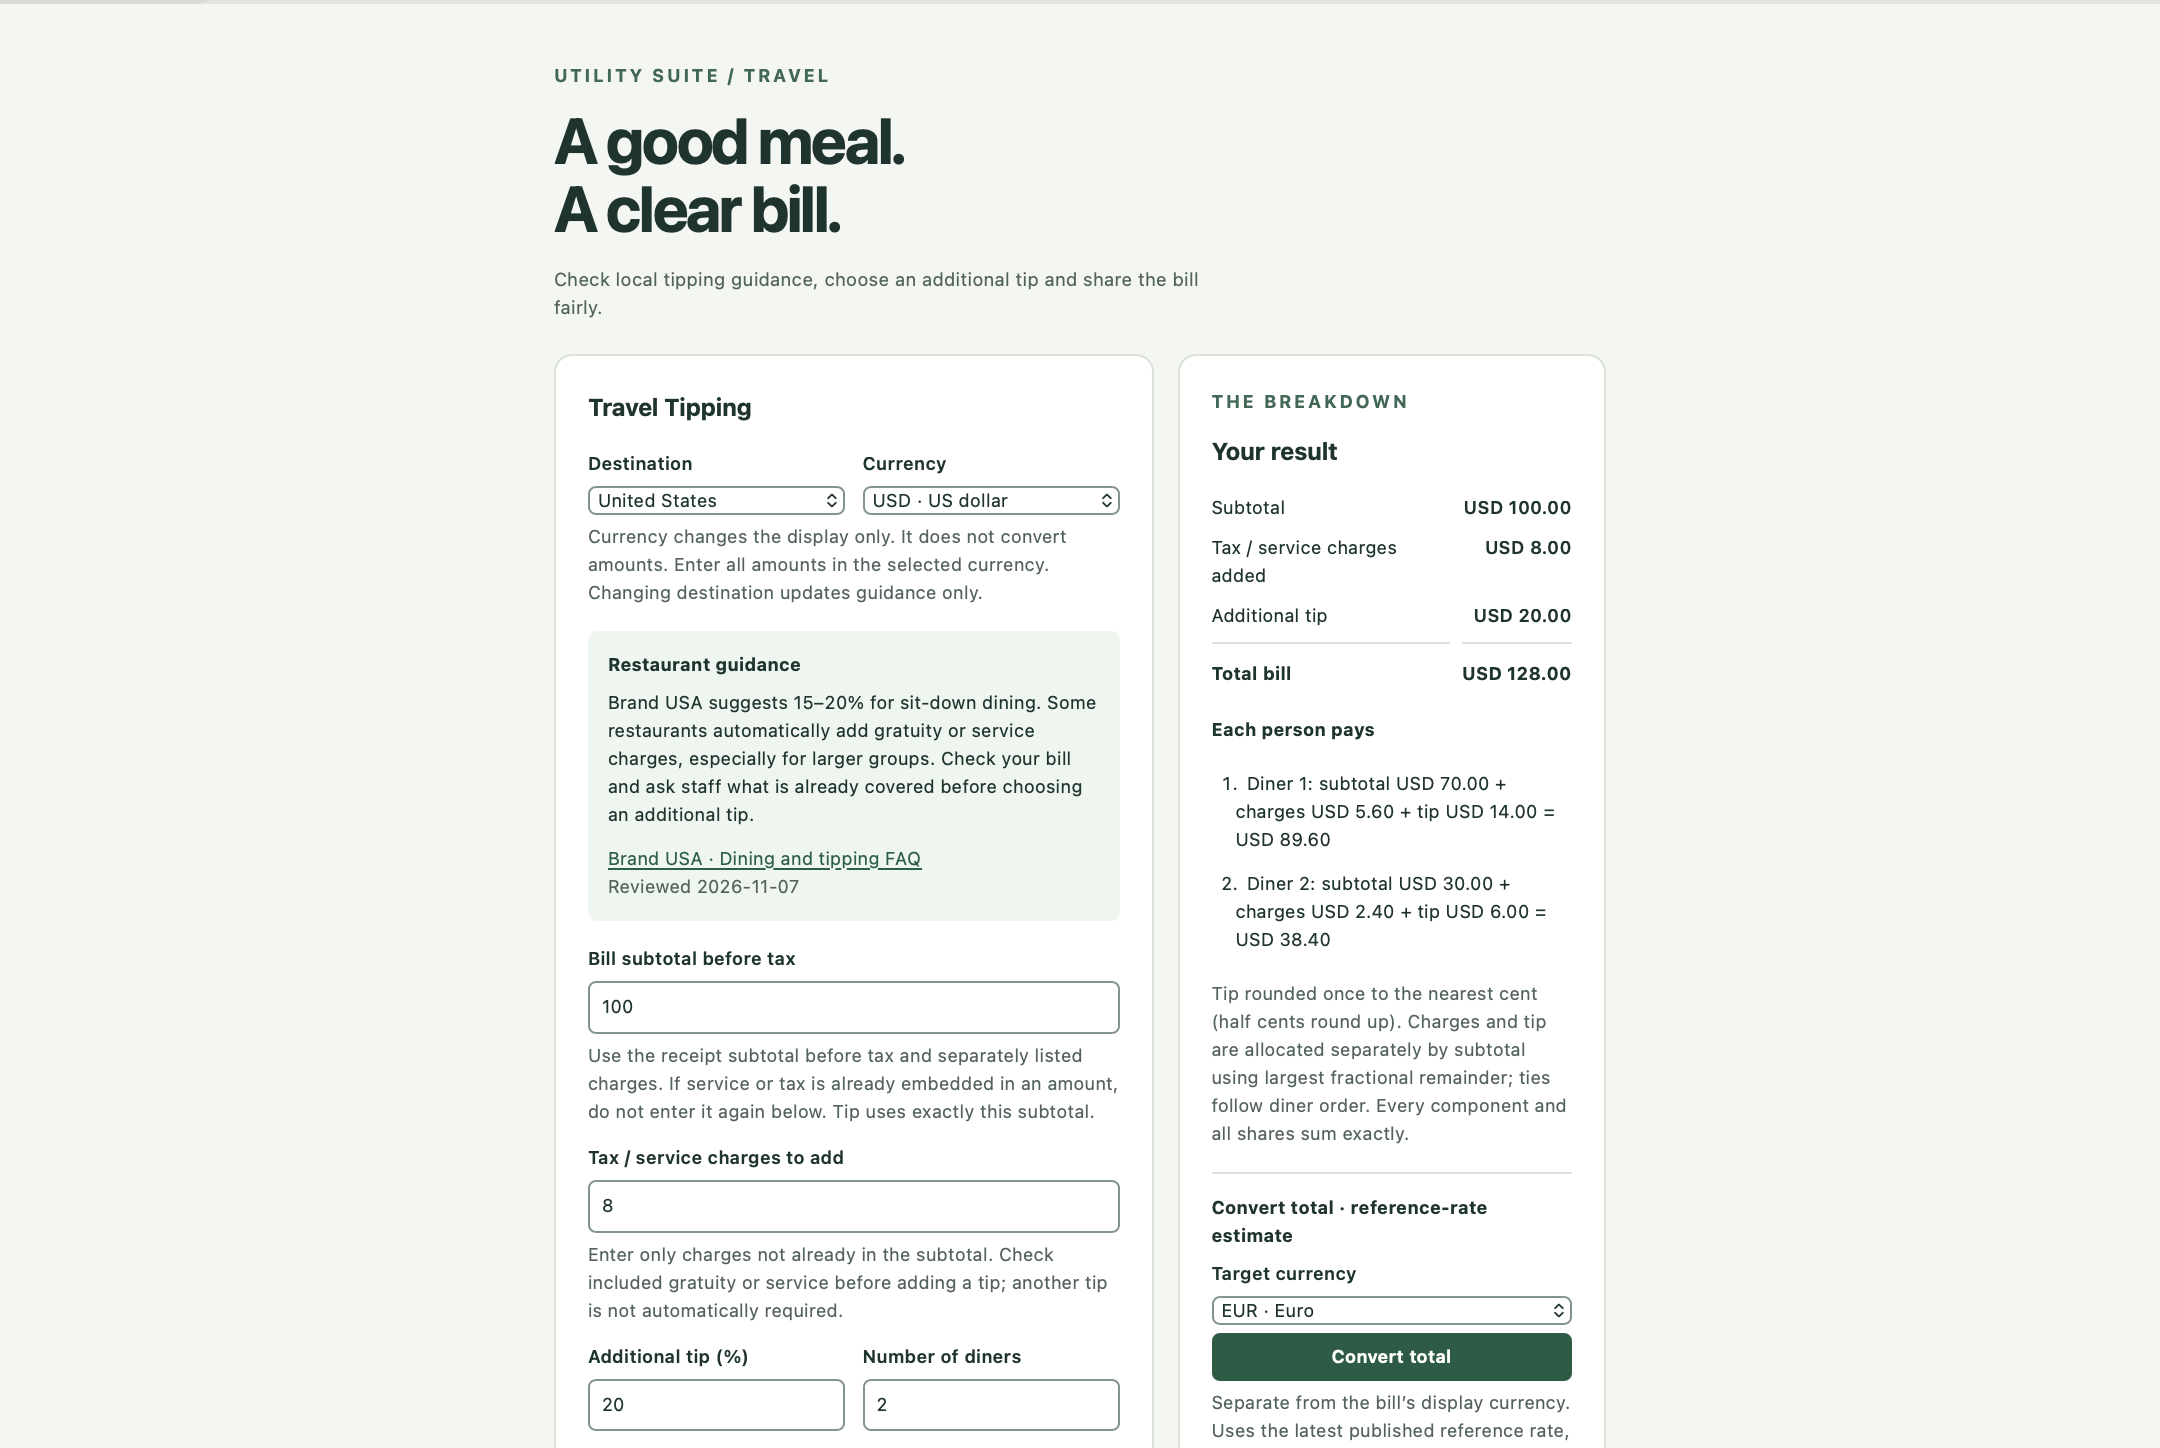 UTILITY SUITE / TRAVEL
A good meal.
A clear bill.
Check local tipping guidance, choose an additional tip and share the bill
fairly.
Travel Tipping
Destination
Currency
United States
USD · US dollar
Currency changes the display only. It does not convert
amounts. Enter all amounts in the selected currency.
Changing destination updates guidance only.
Restaurant guidance
Brand USA suggests 15–20% for sit-down dining. Some
restaurants automatically add gratuity or service
charges, especially for larger groups. Check your bill
and ask staff what is already covered before choosing
an additional tip.
Brand USA · Dining and tipping FAQ
Reviewed 2026-11-07
Bill subtotal before tax
100
Use the receipt subtotal before tax and separately listed
charges. If service or tax is already embedded in an amount,
do not enter it again below. Tip uses exactly this subtotal.
Tax / service charges to add
8
Enter only charges not already in the subtotal. Check
included gratuity or service before adding a tip; another tip
is not automatically required.
Additional tip (%)
Number of diners
20
2
THE BREAKDOWN
Your result
Subtotal USD 100.00
Tax / service charges USD 8.00
added
Additional tip USD 20.00
Total bill USD 128.00
Each person pays
1. Diner 1: subtotal USD 70.00 +
charges USD 5.60 + tip USD 14.00 =
USD 89.60
2. Diner 2: subtotal USD 30.00 +
charges USD 2.40 + tip USD 6.00 =
USD 38.40
Tip rounded once to the nearest cent
(half cents round up). Charges and tip
are allocated separately by subtotal
using largest fractional remainder; ties
follow diner order. Every component and
all shares sum exactly.
Convert total · reference-rate
estimate
Target currency
EUR · Euro
Convert total
Separate from the bill’s display currency.
Uses the latest published reference rate,